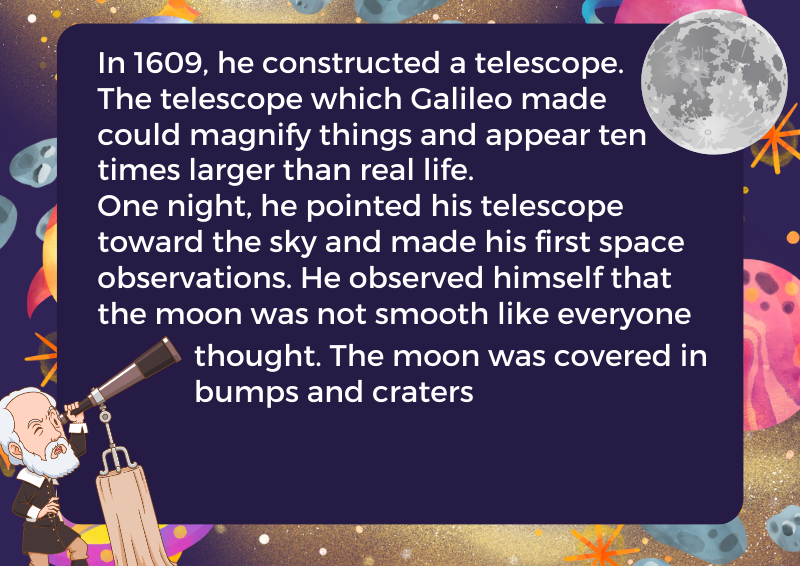 In 1609, he constructed a telescope.
The telescope which Galileo made
could magnify things and appear ten
times larger than real life.
One night, he pointed his telescope
toward the sky and made his first space
observations. He observed himself that
the moon was not smooth like everyone
thought. The moon was covered in
bumps and craters